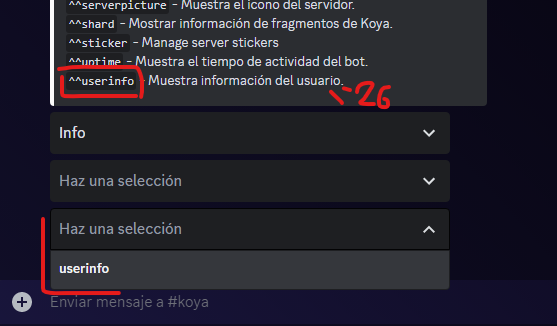 ^^serverpicture - Muestra el icono del servidor.
^^shard - Mostrar información de fragmentos de Koya.
^^sticker - Manage server stickers
^^uptime - Muestra el tiempo de actividad del bot.
^^userinfo - Muestra información del usuario.
26
Info
Haz una selección
Haz una selección
userinfo
Enviar mensaje a #koya